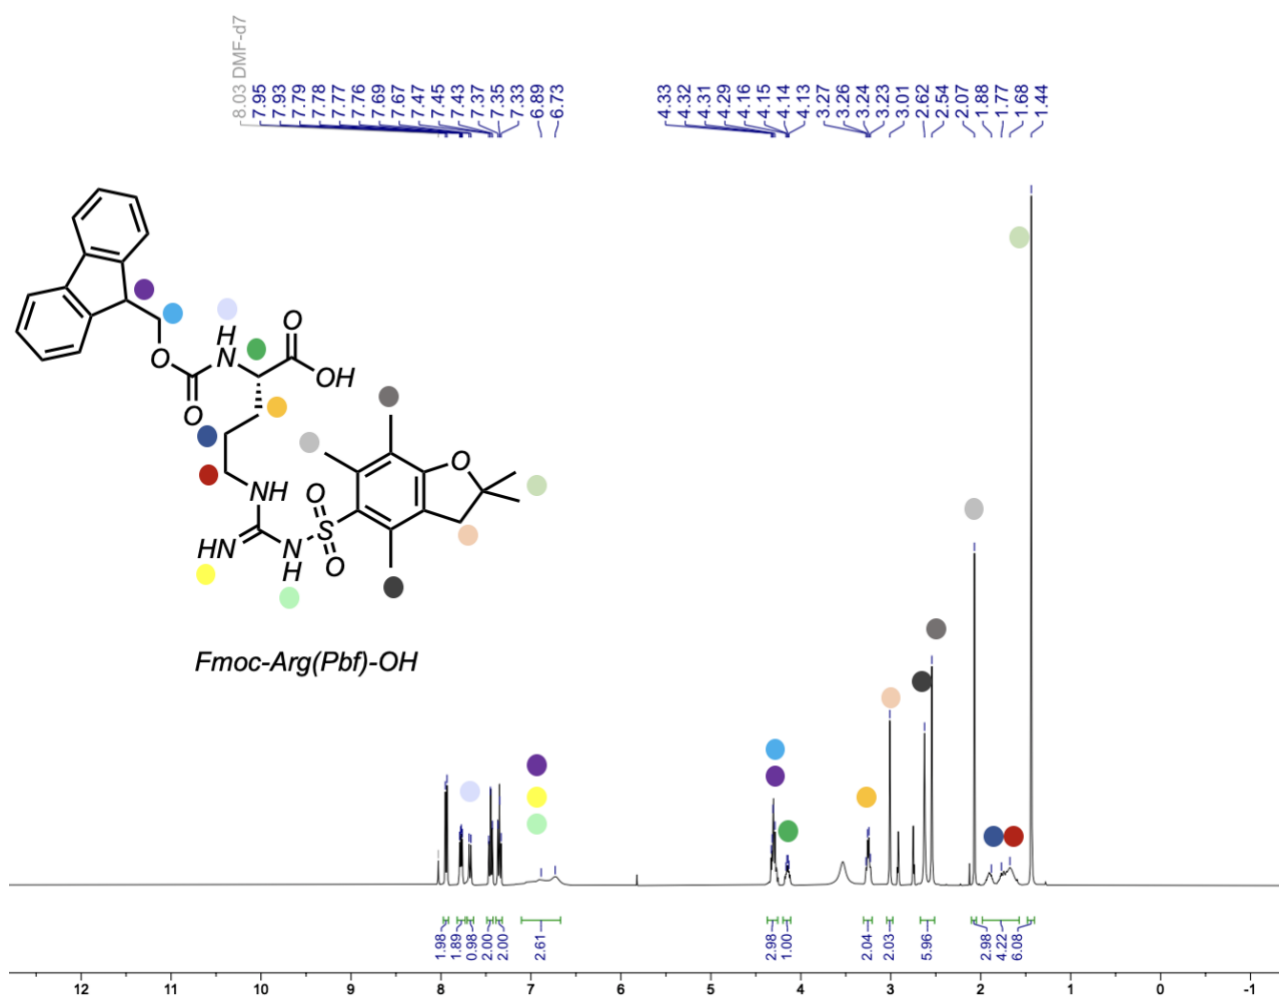 8.03 DMF-d7
7.95
7.93
7.79
7.78
7.77
7.76
7.69
7.67
7.47
7.45
7.43
7.37
7.35
7.33
6.89
6.73
4.33
4.32
4.31
4.29
4.16
4.15
4.14
4.13
3.27
3.26
3.24
3.23
3.01
2.62
2.54
2.07
1.88
1.77
1.68
1.44
O
H
N
O
OH
O
O
NH
O
S
O
HN
N
H
O
Fmoc-Arg(Pbf)-OH
1.98
1.89
0.98
2.00
2.00
2.61
2.98
1.00
2.04
2.03
5.96
2.98
4.22
6.08
12 11 10 9 8 7 6 5 4 3 2 1 0 -1